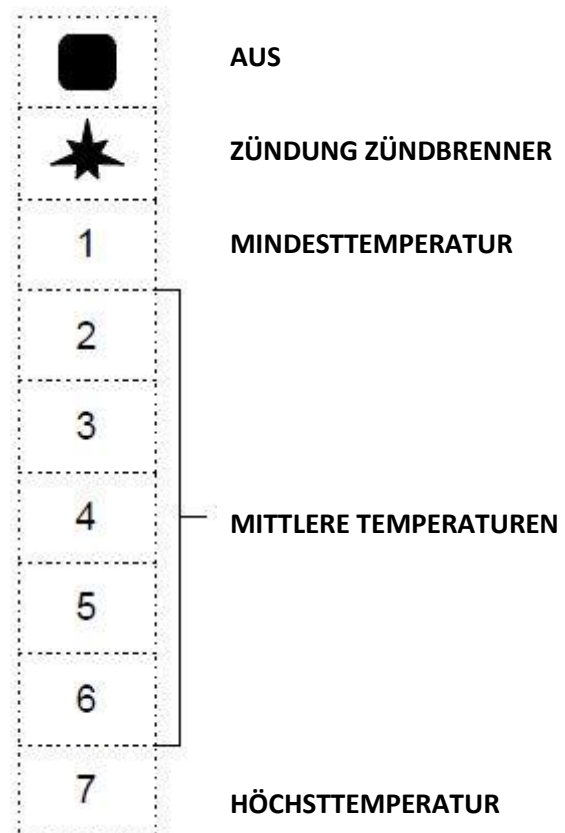 AUS
ZÜNDUNG ZÜNDBRENNER
1 MINDESTTEMPERATUR
2
3
4 MITTLERE TEMPERATUREN
5
6
7 HÖCHSTTEMPERATUR